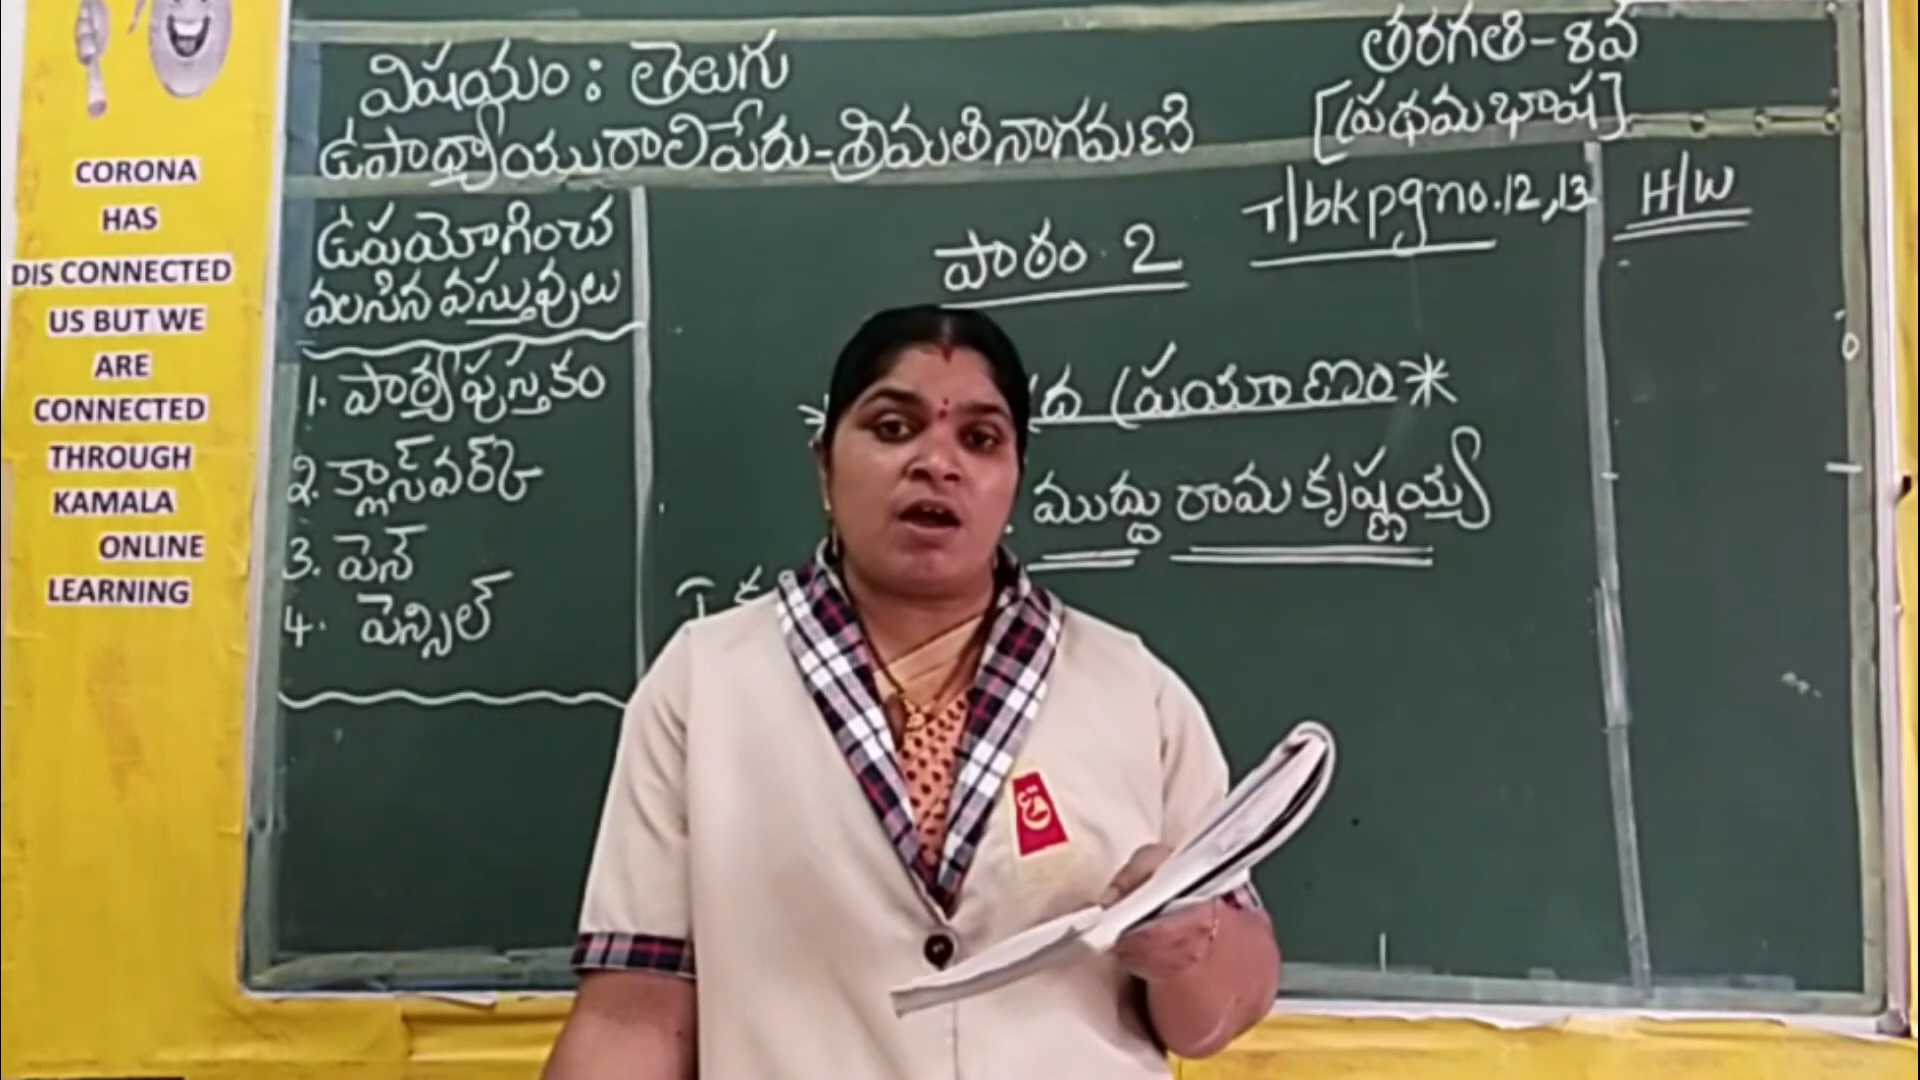 CORONA
HAS
DIS CONNECTED
US BUT WE
ARE
CONNECTED
THROUGH
KAMALA
ONLINE
LEARNING
విషయం : తెలుగు
ఉపాధ్యాయురాలిపేరు-శ్రీమతి నాగమణి
తరగతి-8వ
[ప్రథమ భాష]
ఉపయోగించ
వలసిన వస్తువులు
1. పాఠ్యపుస్తకం
2. క్లాస్‌వర్క్
3. పెన్
4. పెన్సిల్
పాఠం 2
T/bk pg no.12,13
ప్రయాణం*
ముద్దు రామకృష్ణయ్య
H/W